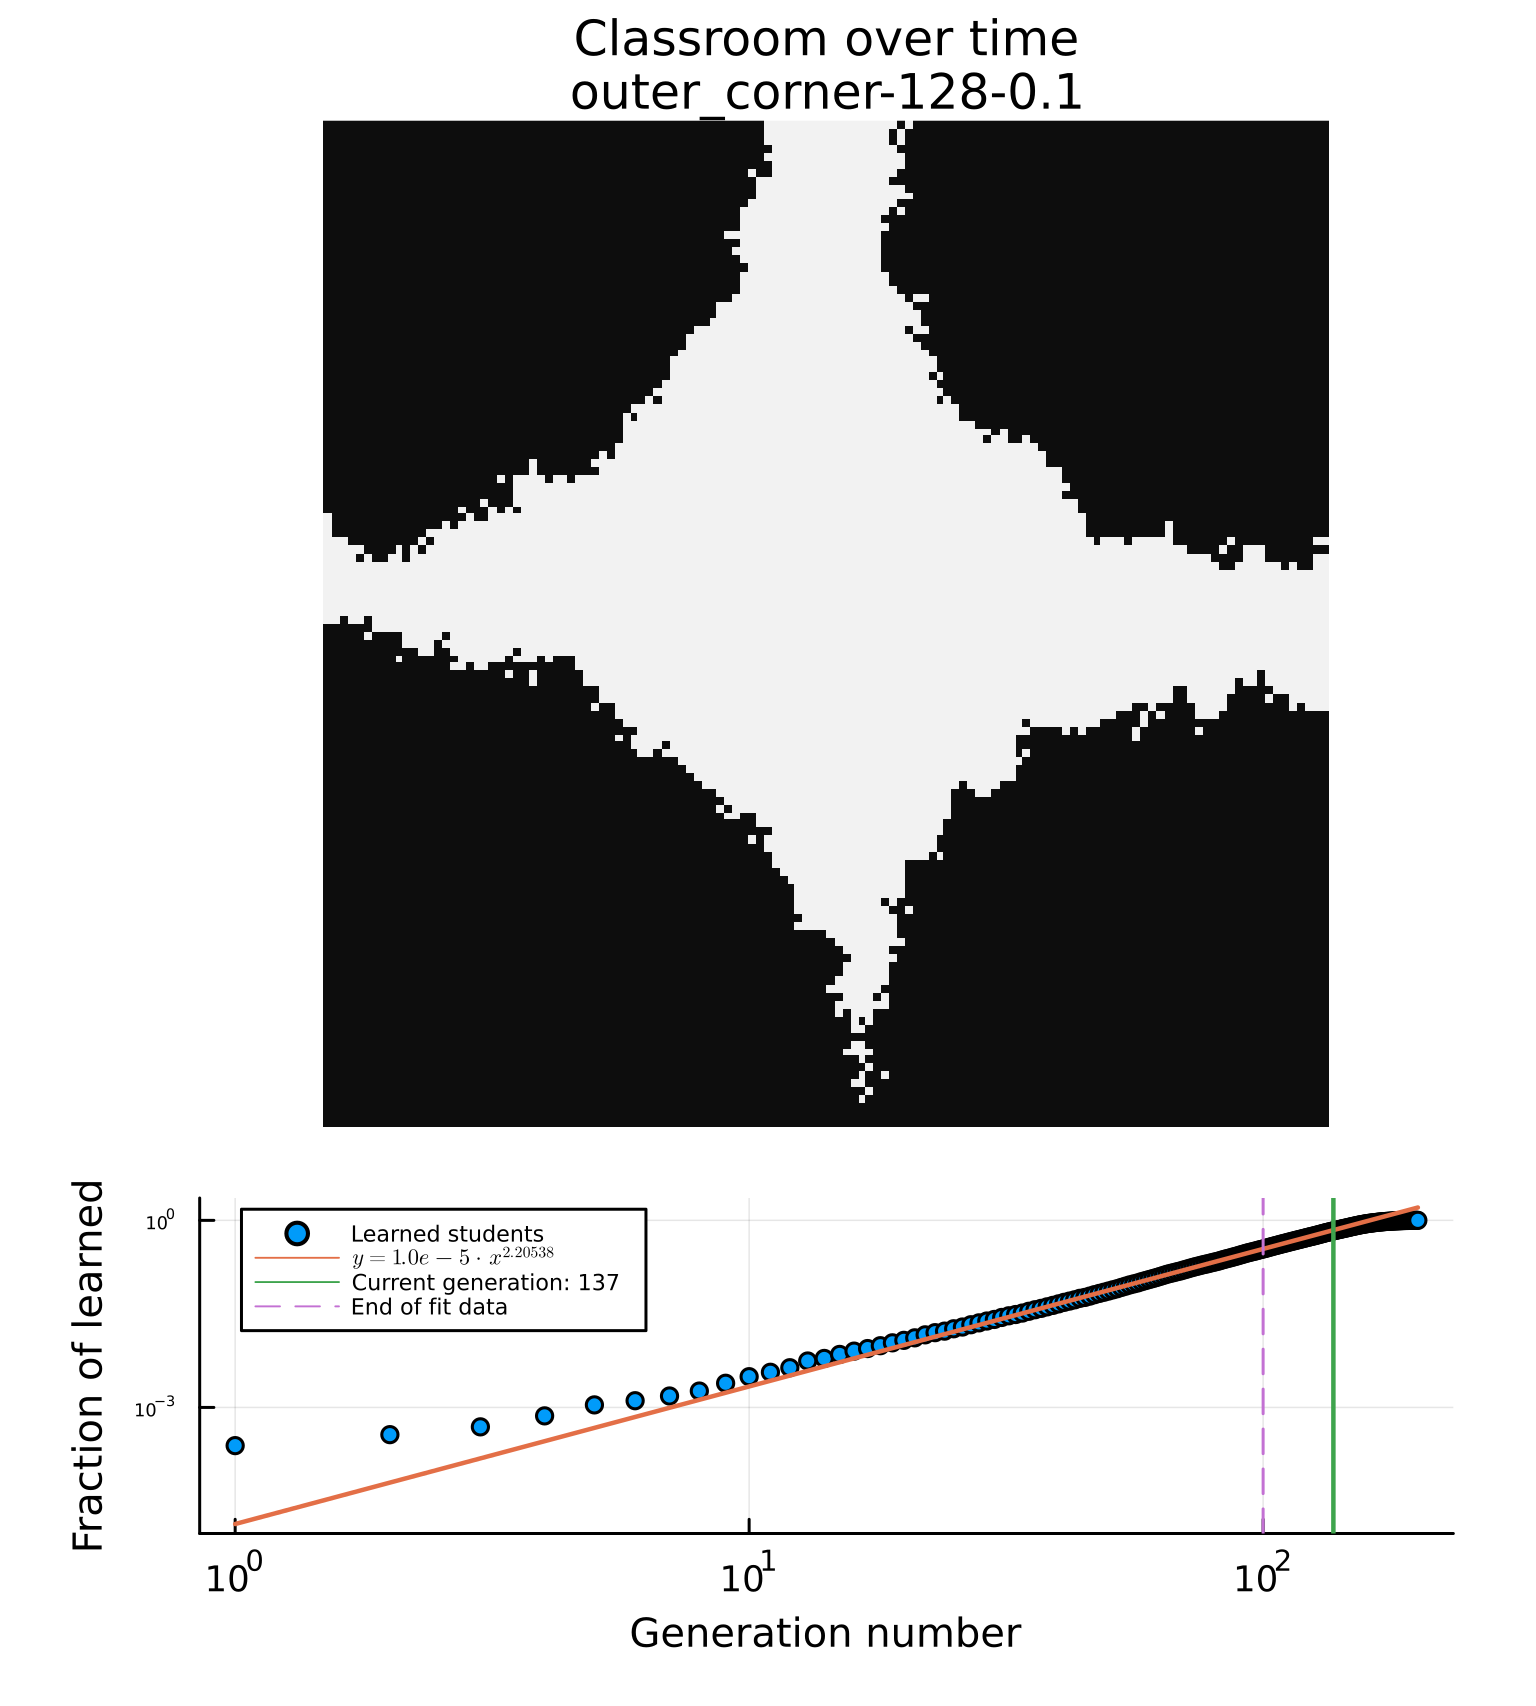 Classroom over time
outer_corner-128-0.1
Fraction of learned
10^0
10^-3
Learned students
y = 1.0e − 5 · x^2.20538
Current generation: 137
End of fit data
10^0
10^1
10^2
Generation number